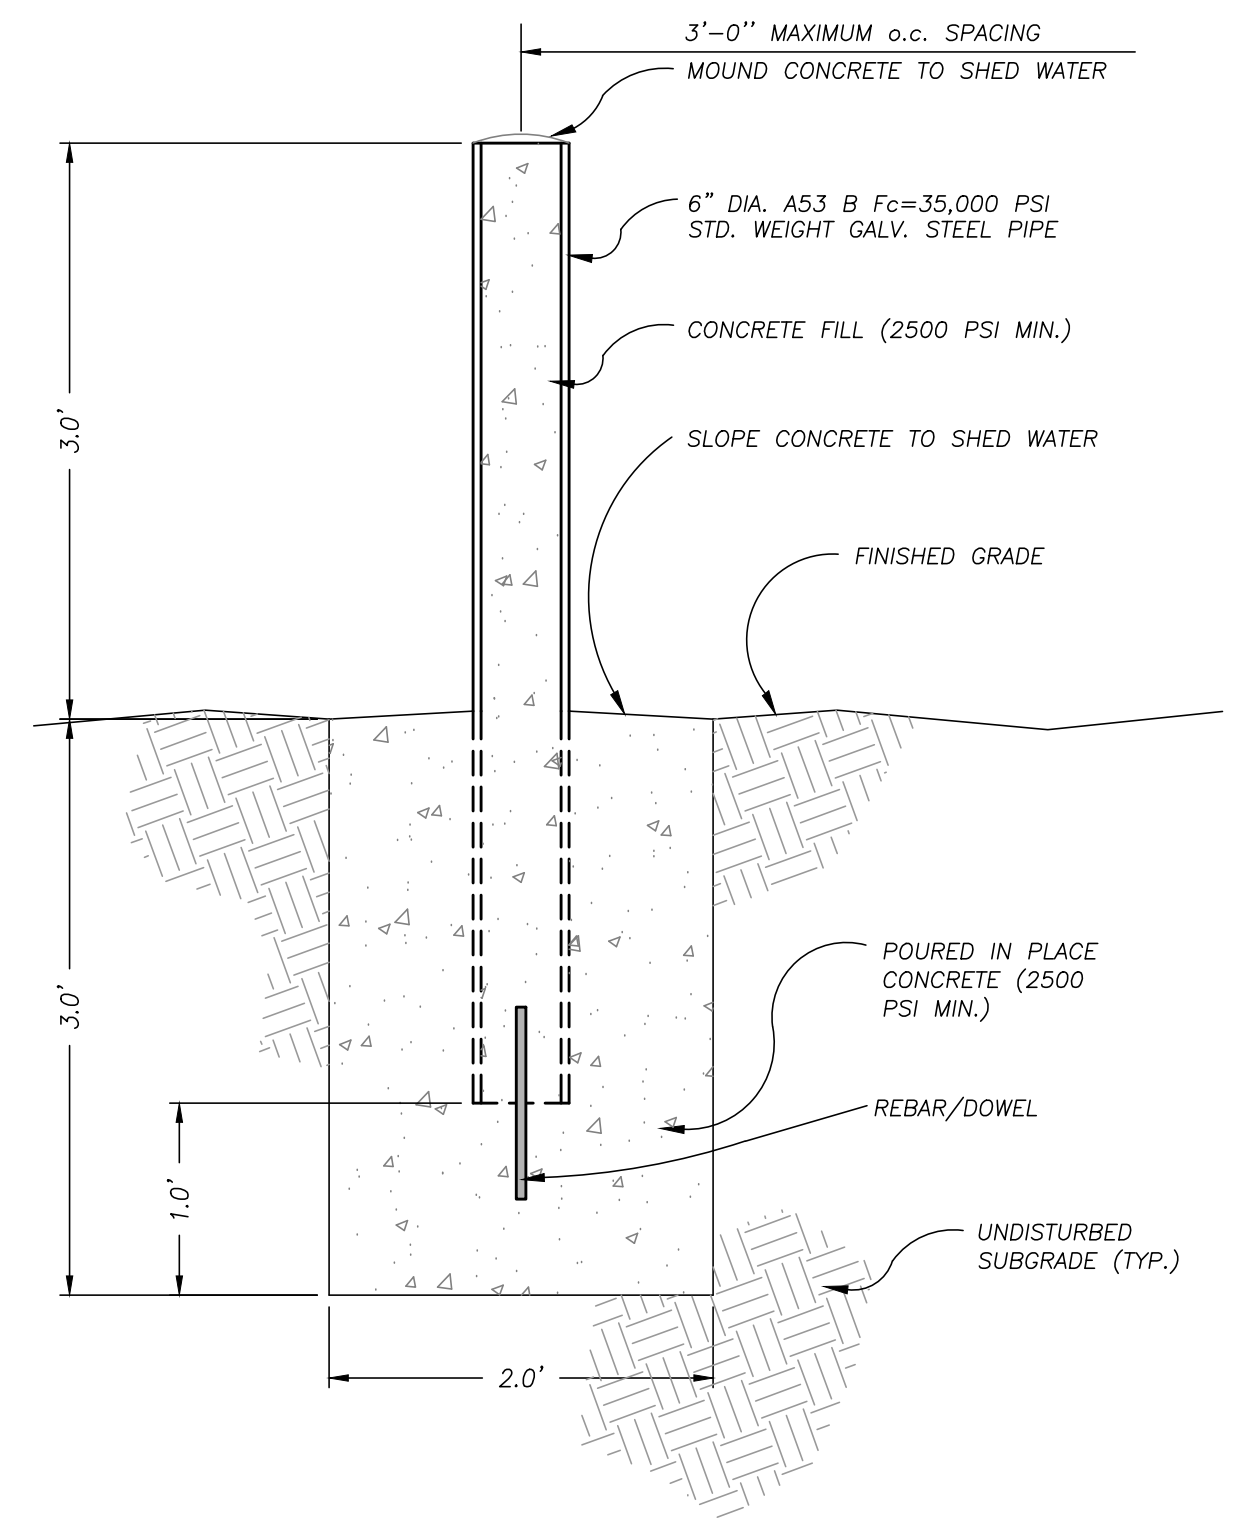 3'-0'' MAXIMUM o.c. SPACING
MOUND CONCRETE TO SHED WATER
6" DIA. A53 B Fc=35,000 PSI
STD. WEIGHT GALV. STEEL PIPE
CONCRETE FILL (2500 PSI MIN.)
3.0'
SLOPE CONCRETE TO SHED WATER
FINISHED GRADE
POURED IN PLACE
CONCRETE (2500
PSI MIN.)
3.0'
REBAR/DOWEL
1.0'
UNDISTURBED
SUBGRADE (TYP.)
2.0'